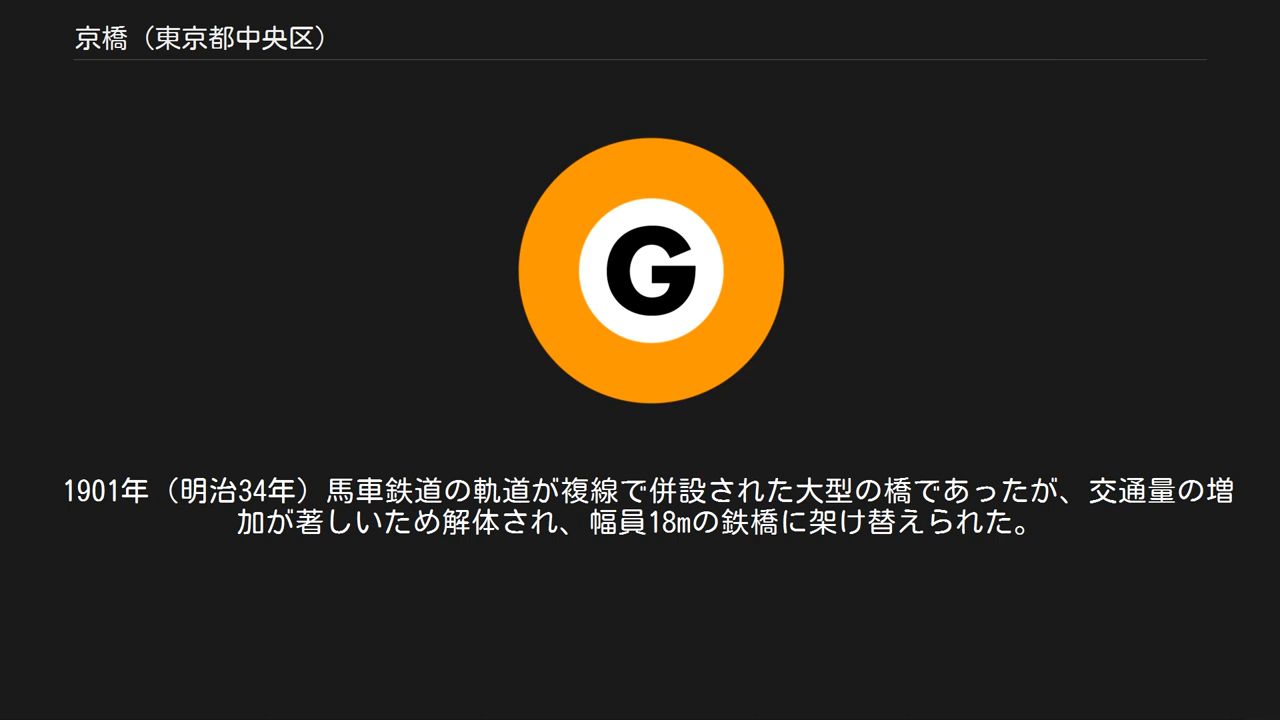 京橋（東京都中央区）
G
1901年（明治34年）馬車鉄道の軌道が複線で併設された大型の橋であったが、交通量の増
加が著しいため解体され、幅員18mの鉄橋に架け替えられた。